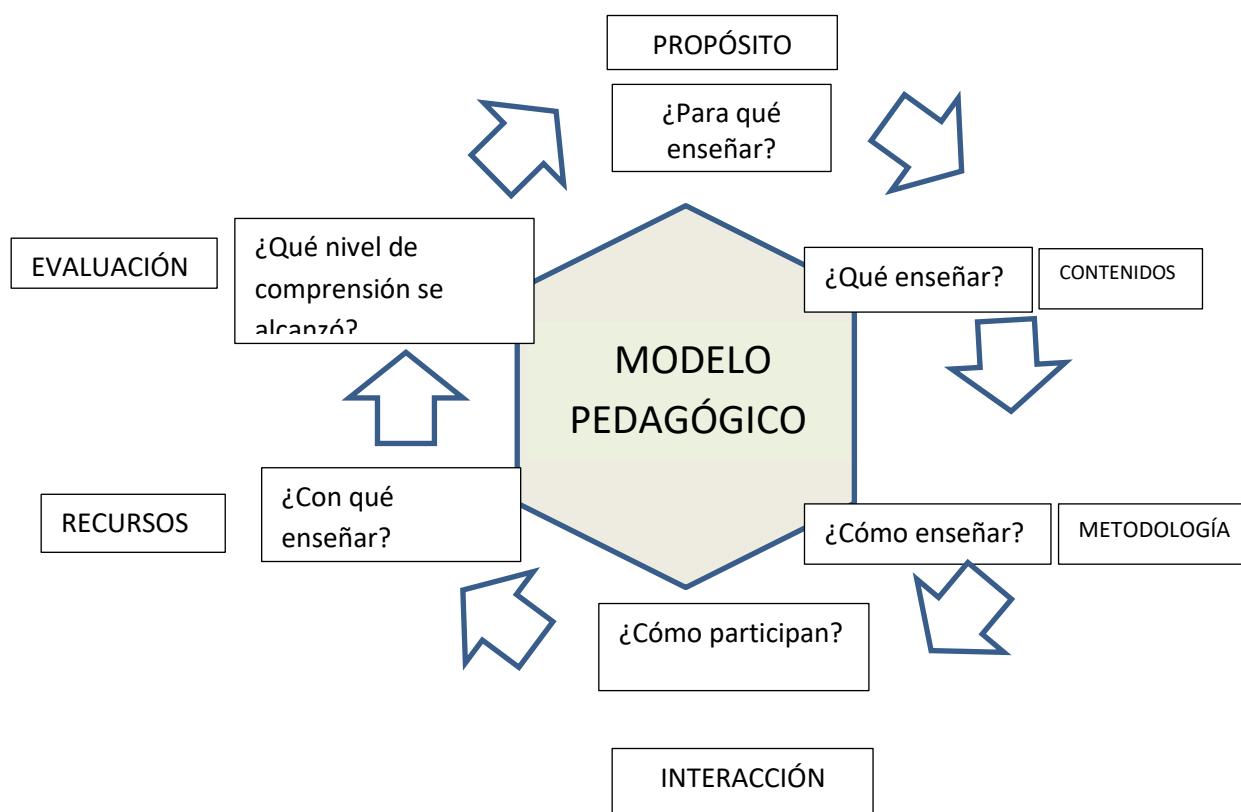 PROPÓSITO
¿Para qué
enseñar?
¿Qué enseñar?
CONTENIDOS
¿Cómo enseñar?
METODOLOGÍA
¿Cómo participan?
INTERACCIÓN
¿Con qué
enseñar?
RECURSOS
¿Qué nivel de
comprensión se
alcanzó?
EVALUACIÓN
MODELO
PEDAGÓGICO